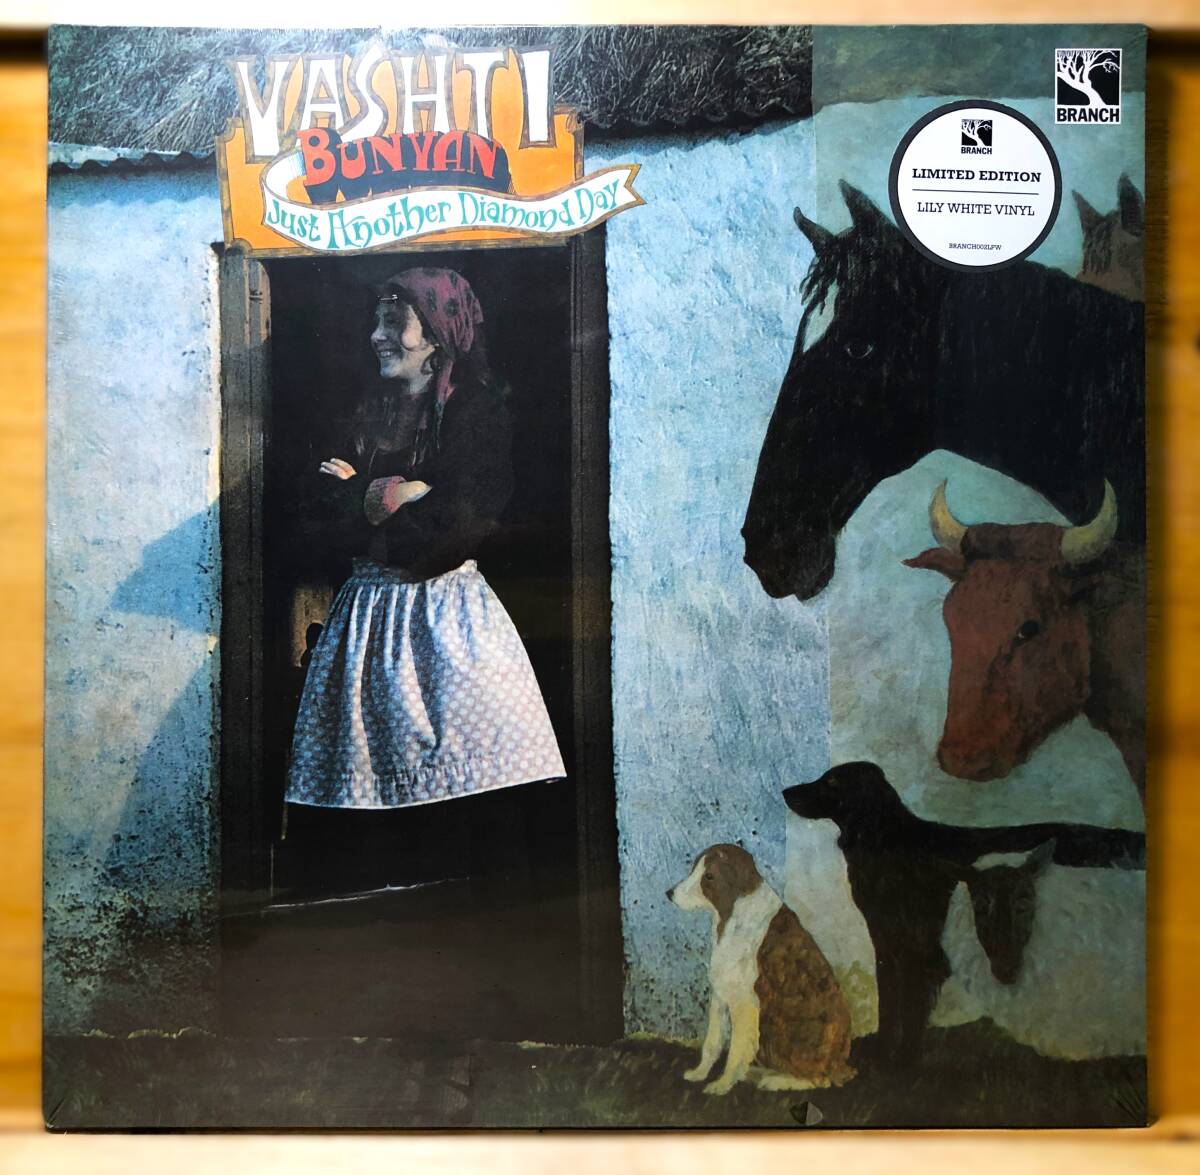 VASHTI
BUNYAN
Just Another Diamond Day
BRANCH
BRANCH
LIMITED EDITION
LILY WHITE VINYL
BRANCH002LPW